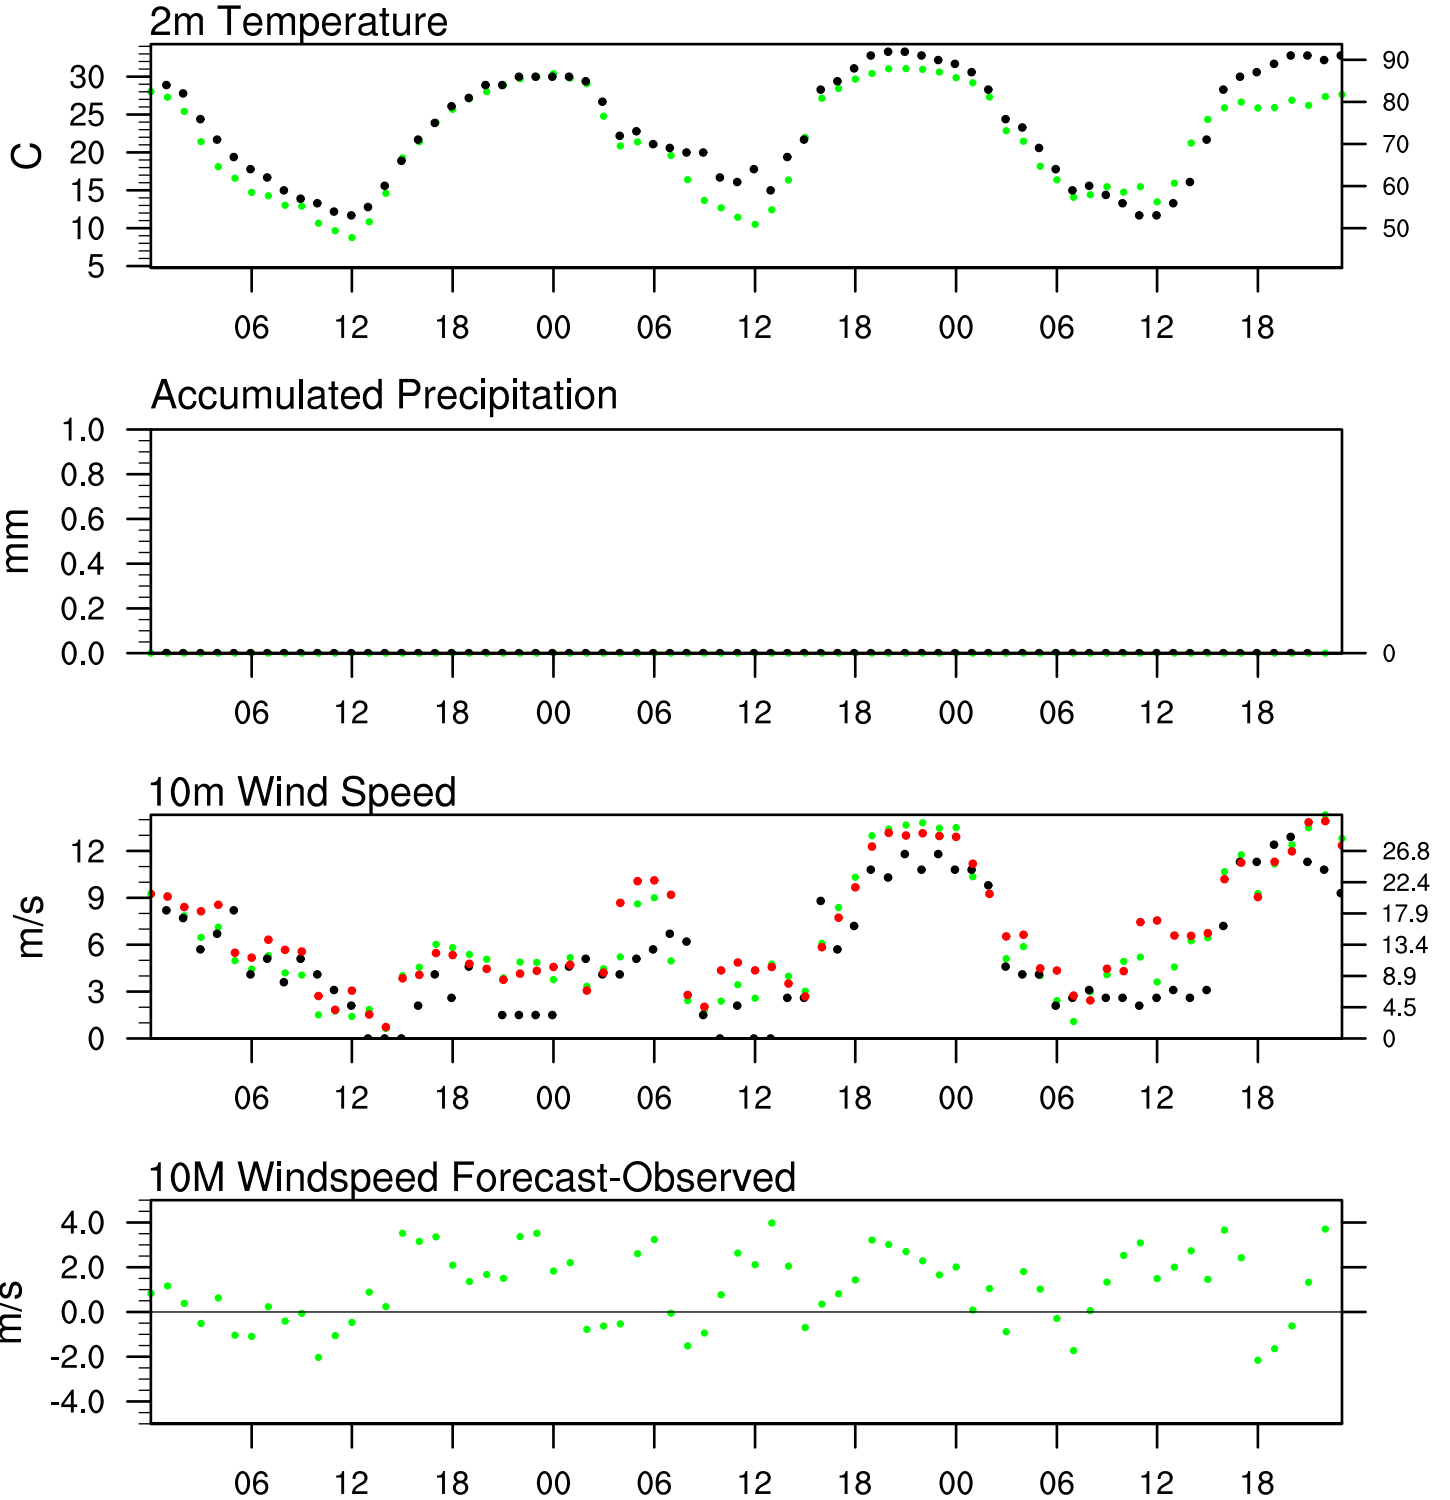 2m Temperature
30
25
20
15
10
5
C
90
80
70
60
50
06 12 18 00 06 12 18 00 06 12 18
Accumulated Precipitation
1.0
0.8
0.6
0.4
0.2
0.0
mm
0
06 12 18 00 06 12 18 00 06 12 18
10m Wind Speed
12
9
6
3
0
m/s
26.8
22.4
17.9
13.4
8.9
4.5
0
06 12 18 00 06 12 18 00 06 12 18
10M Windspeed Forecast-Observed
4.0
2.0
0.0
-2.0
-4.0
m/s
06 12 18 00 06 12 18 00 06 12 18